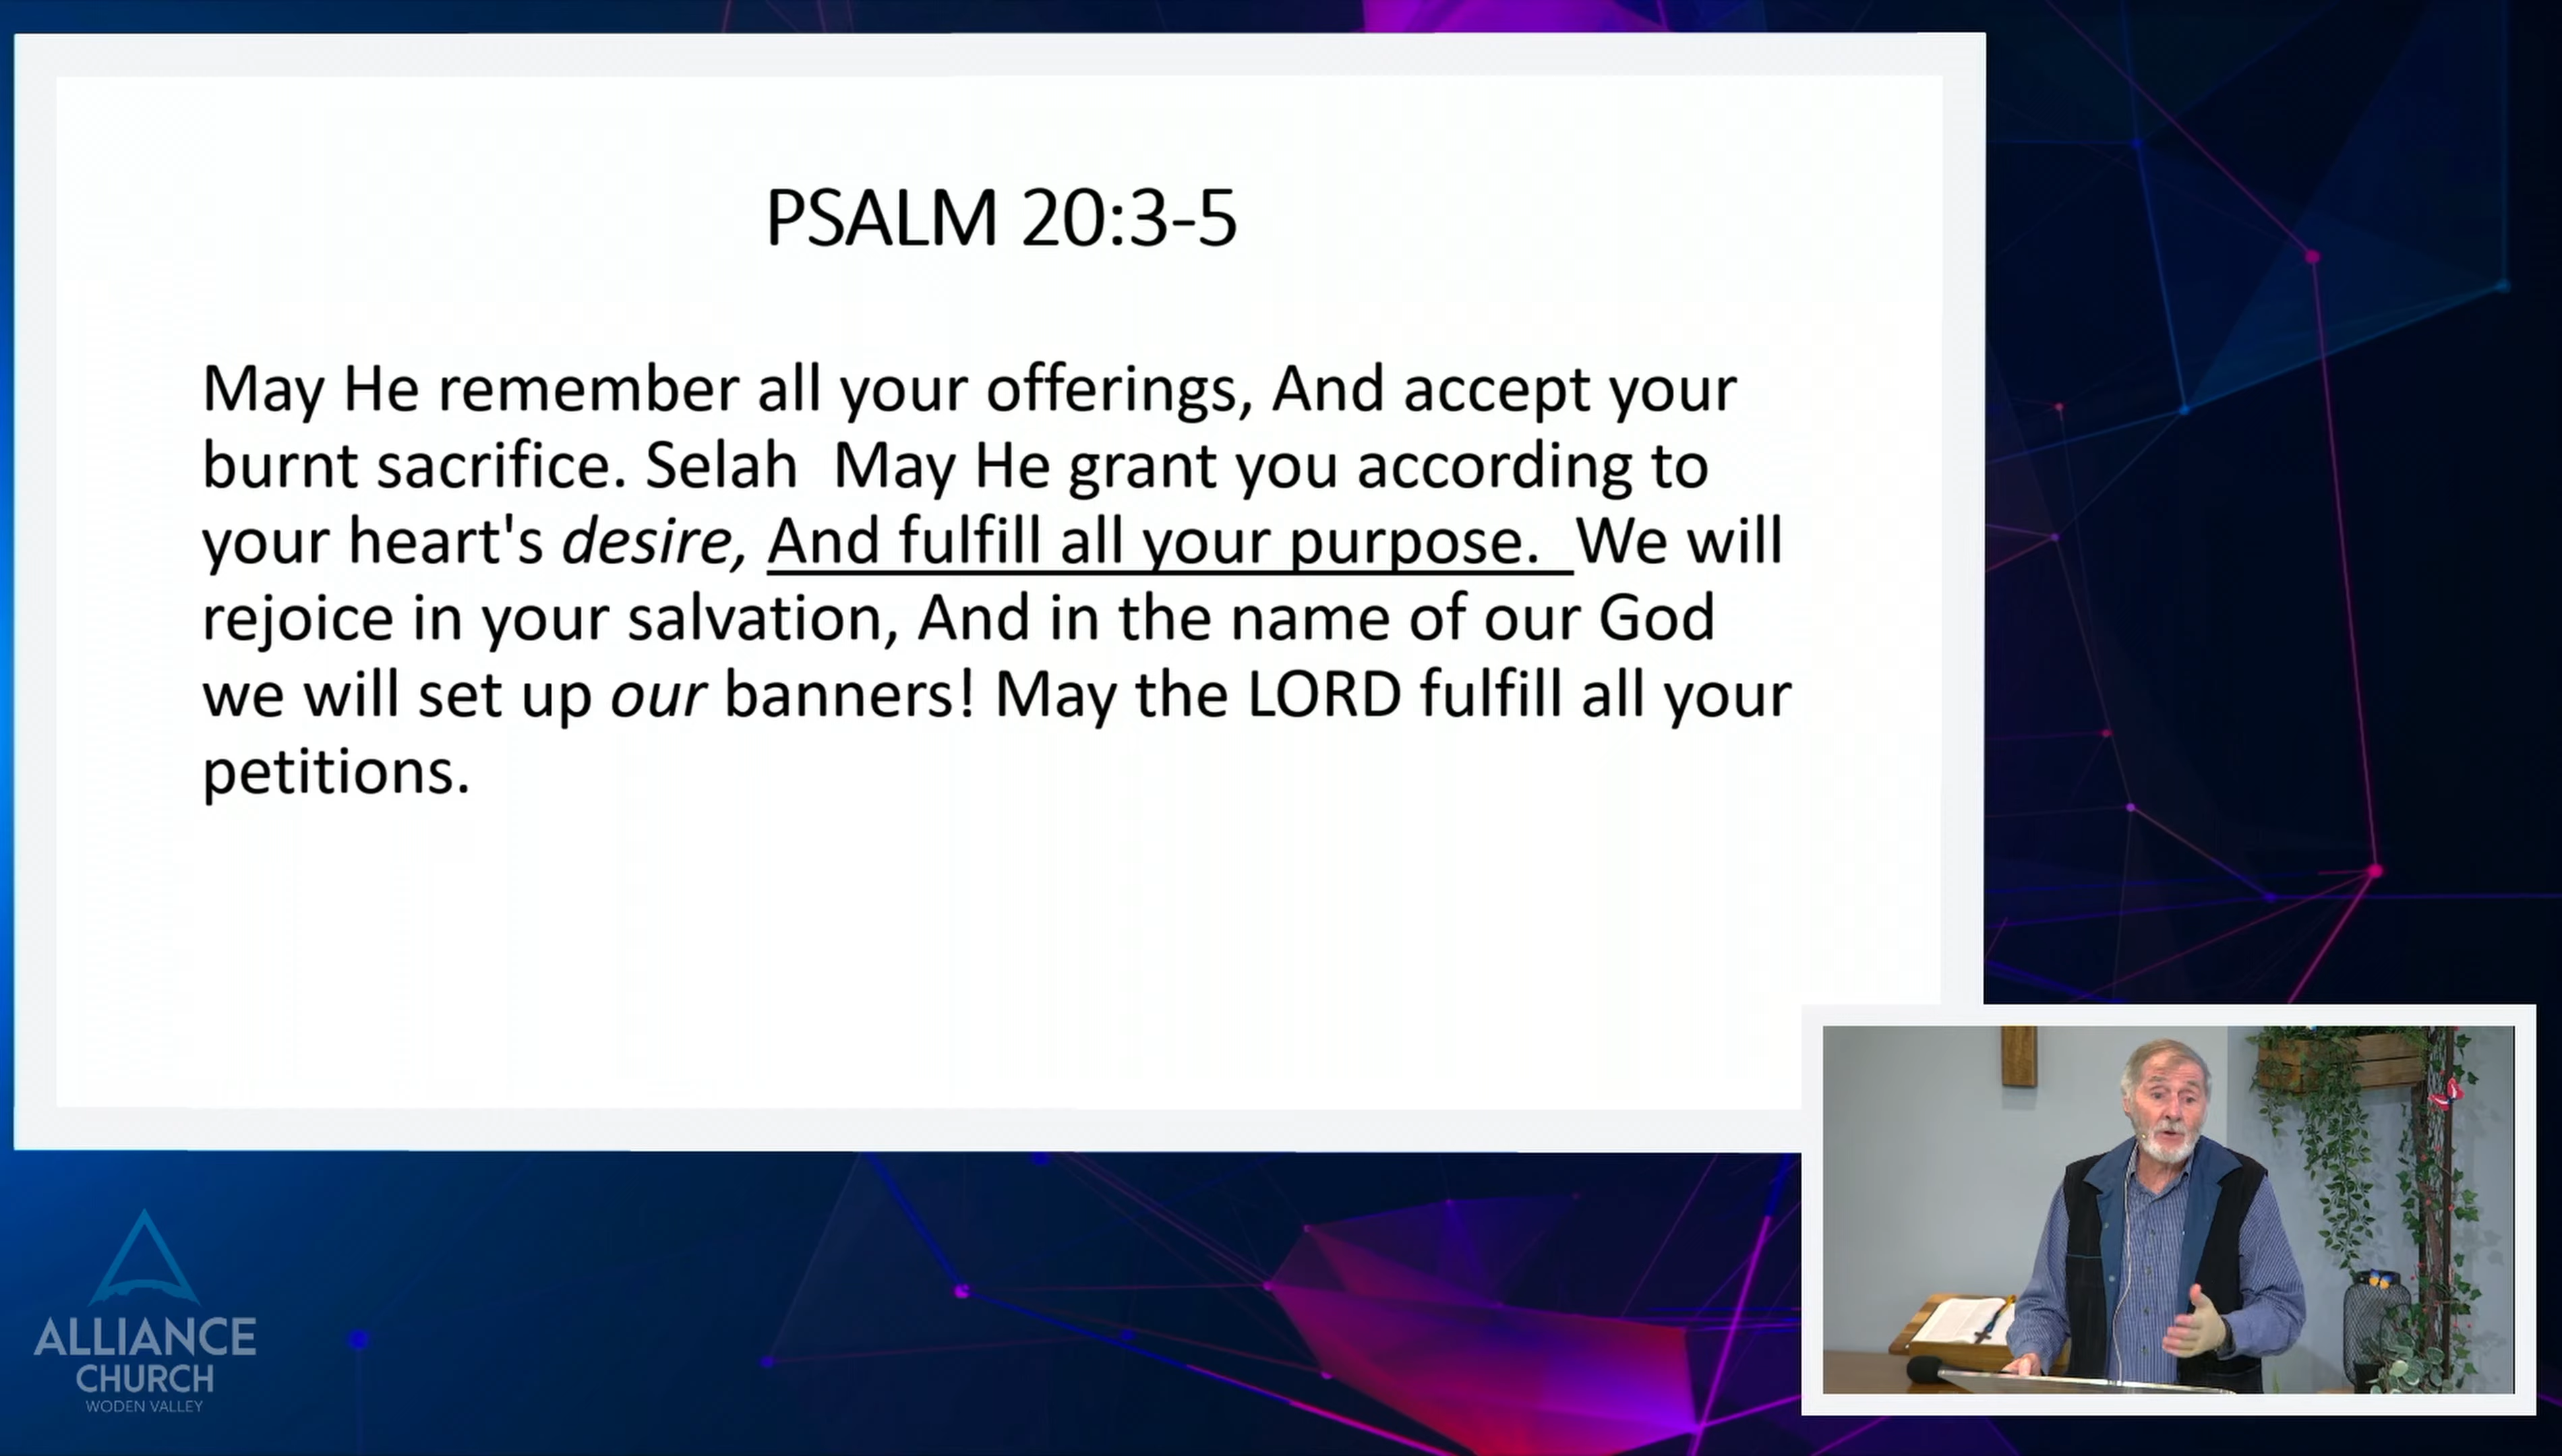 PSALM 20:3-5
May He remember all your offerings, And accept your
burnt sacrifice. Selah  May He grant you according to
your heart's desire, And fulfill all your purpose.  We will
rejoice in your salvation, And in the name of our God
we will set up our banners! May the LORD fulfill all your
petitions.
ALLIANCE
CHURCH
WODEN VALLEY